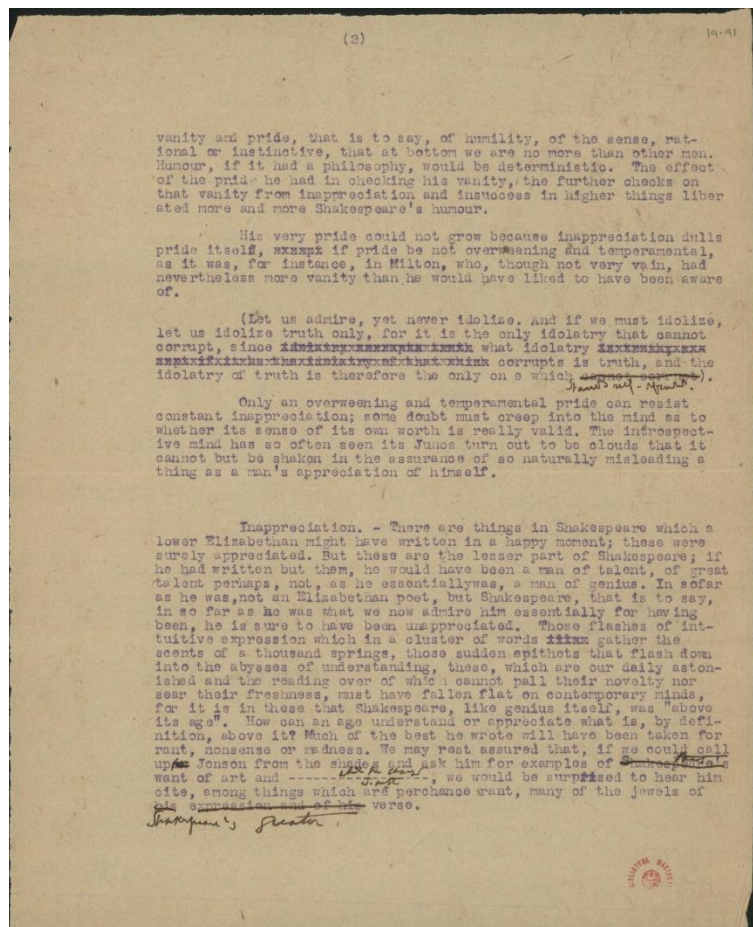 (2)
19-91
vanity and pride, that is to say, of humility, of the sense, rat-
ional or instinctive, that at bottom we are no more than other men.
Humour, if it had a philosophy, would be deterministic. The effect
of the pride he had in checking his vanity, the further checks on
that vanity from inappreciation and insuccess in higher things liber
ated more and more Shakespeare's humour.
His very pride could not grow because inappreciation dulls
pride itself, except if pride be not overweening and temperamental,
as it was, for instance, in Milton, who, though not very vain, had
nevertheless more vanity than he would have liked to have been aware
of.
(Let us admire, yet never idolize. And if we must idolize,
let us idolize truth only, for it is the only idolatry that cannot
corrupt, since what idolatry
corrupts is truth, and the
idolatry of truth is therefore the only on e which cannot corrupt).
stands self-
Only an overweening and temperamental pride can resist
constant inappreciation; some doubt must creep into the mind as to
whether its sense of its own worth is really valid. The introspect-
ive mind has so often seen its Junos turn out to be clouds that it
cannot but be shaken in the assurance of so naturally misleading a
thing as a man's appreciation of himself.
Inappreciation. - There are things in Shakespeare which a
lower Elizabethan might have written in a happy moment; these were
surely appreciated. But these are the lesser part of Shakespeare; if
he had written but them, he would have been a man of talent, of great
talent perhaps, not, as he essentiallywas, a man of genius. In sofar
as he was,not an Elizabethan poet, but Shakespeare, that is to say,
in so far as he was what we now admire him essentially for having
been, he is sure to have been unappreciated. Those flashes of int-
tuitive expression which in a cluster of words gather the
scents of a thousand springs, those sudden epithets that flash down
into the abysses of understanding, these, which are our daily aston-
ished and the reading over of which cannot pall their novelty nor
sear their freshness, must have fallen flat on contemporary minds,
for it is in these that Shakespeare, like genius itself, was "above
its age". How can an age understand or appreciate what is, by defi-
nition, above it? Much of the best he wrote will have been taken for
rant, nonsense or madness. We may rest assured that, if we could call
up Jonson from the shades and ask him for examples of Shakespeare's
want of art and --------------------, we would be surprised to hear him
cite, among things which are perchance rant, many of the jewels of
his expression and of his verse.
Shakespeare's greater.
BIBLIOTECA NACIONAL